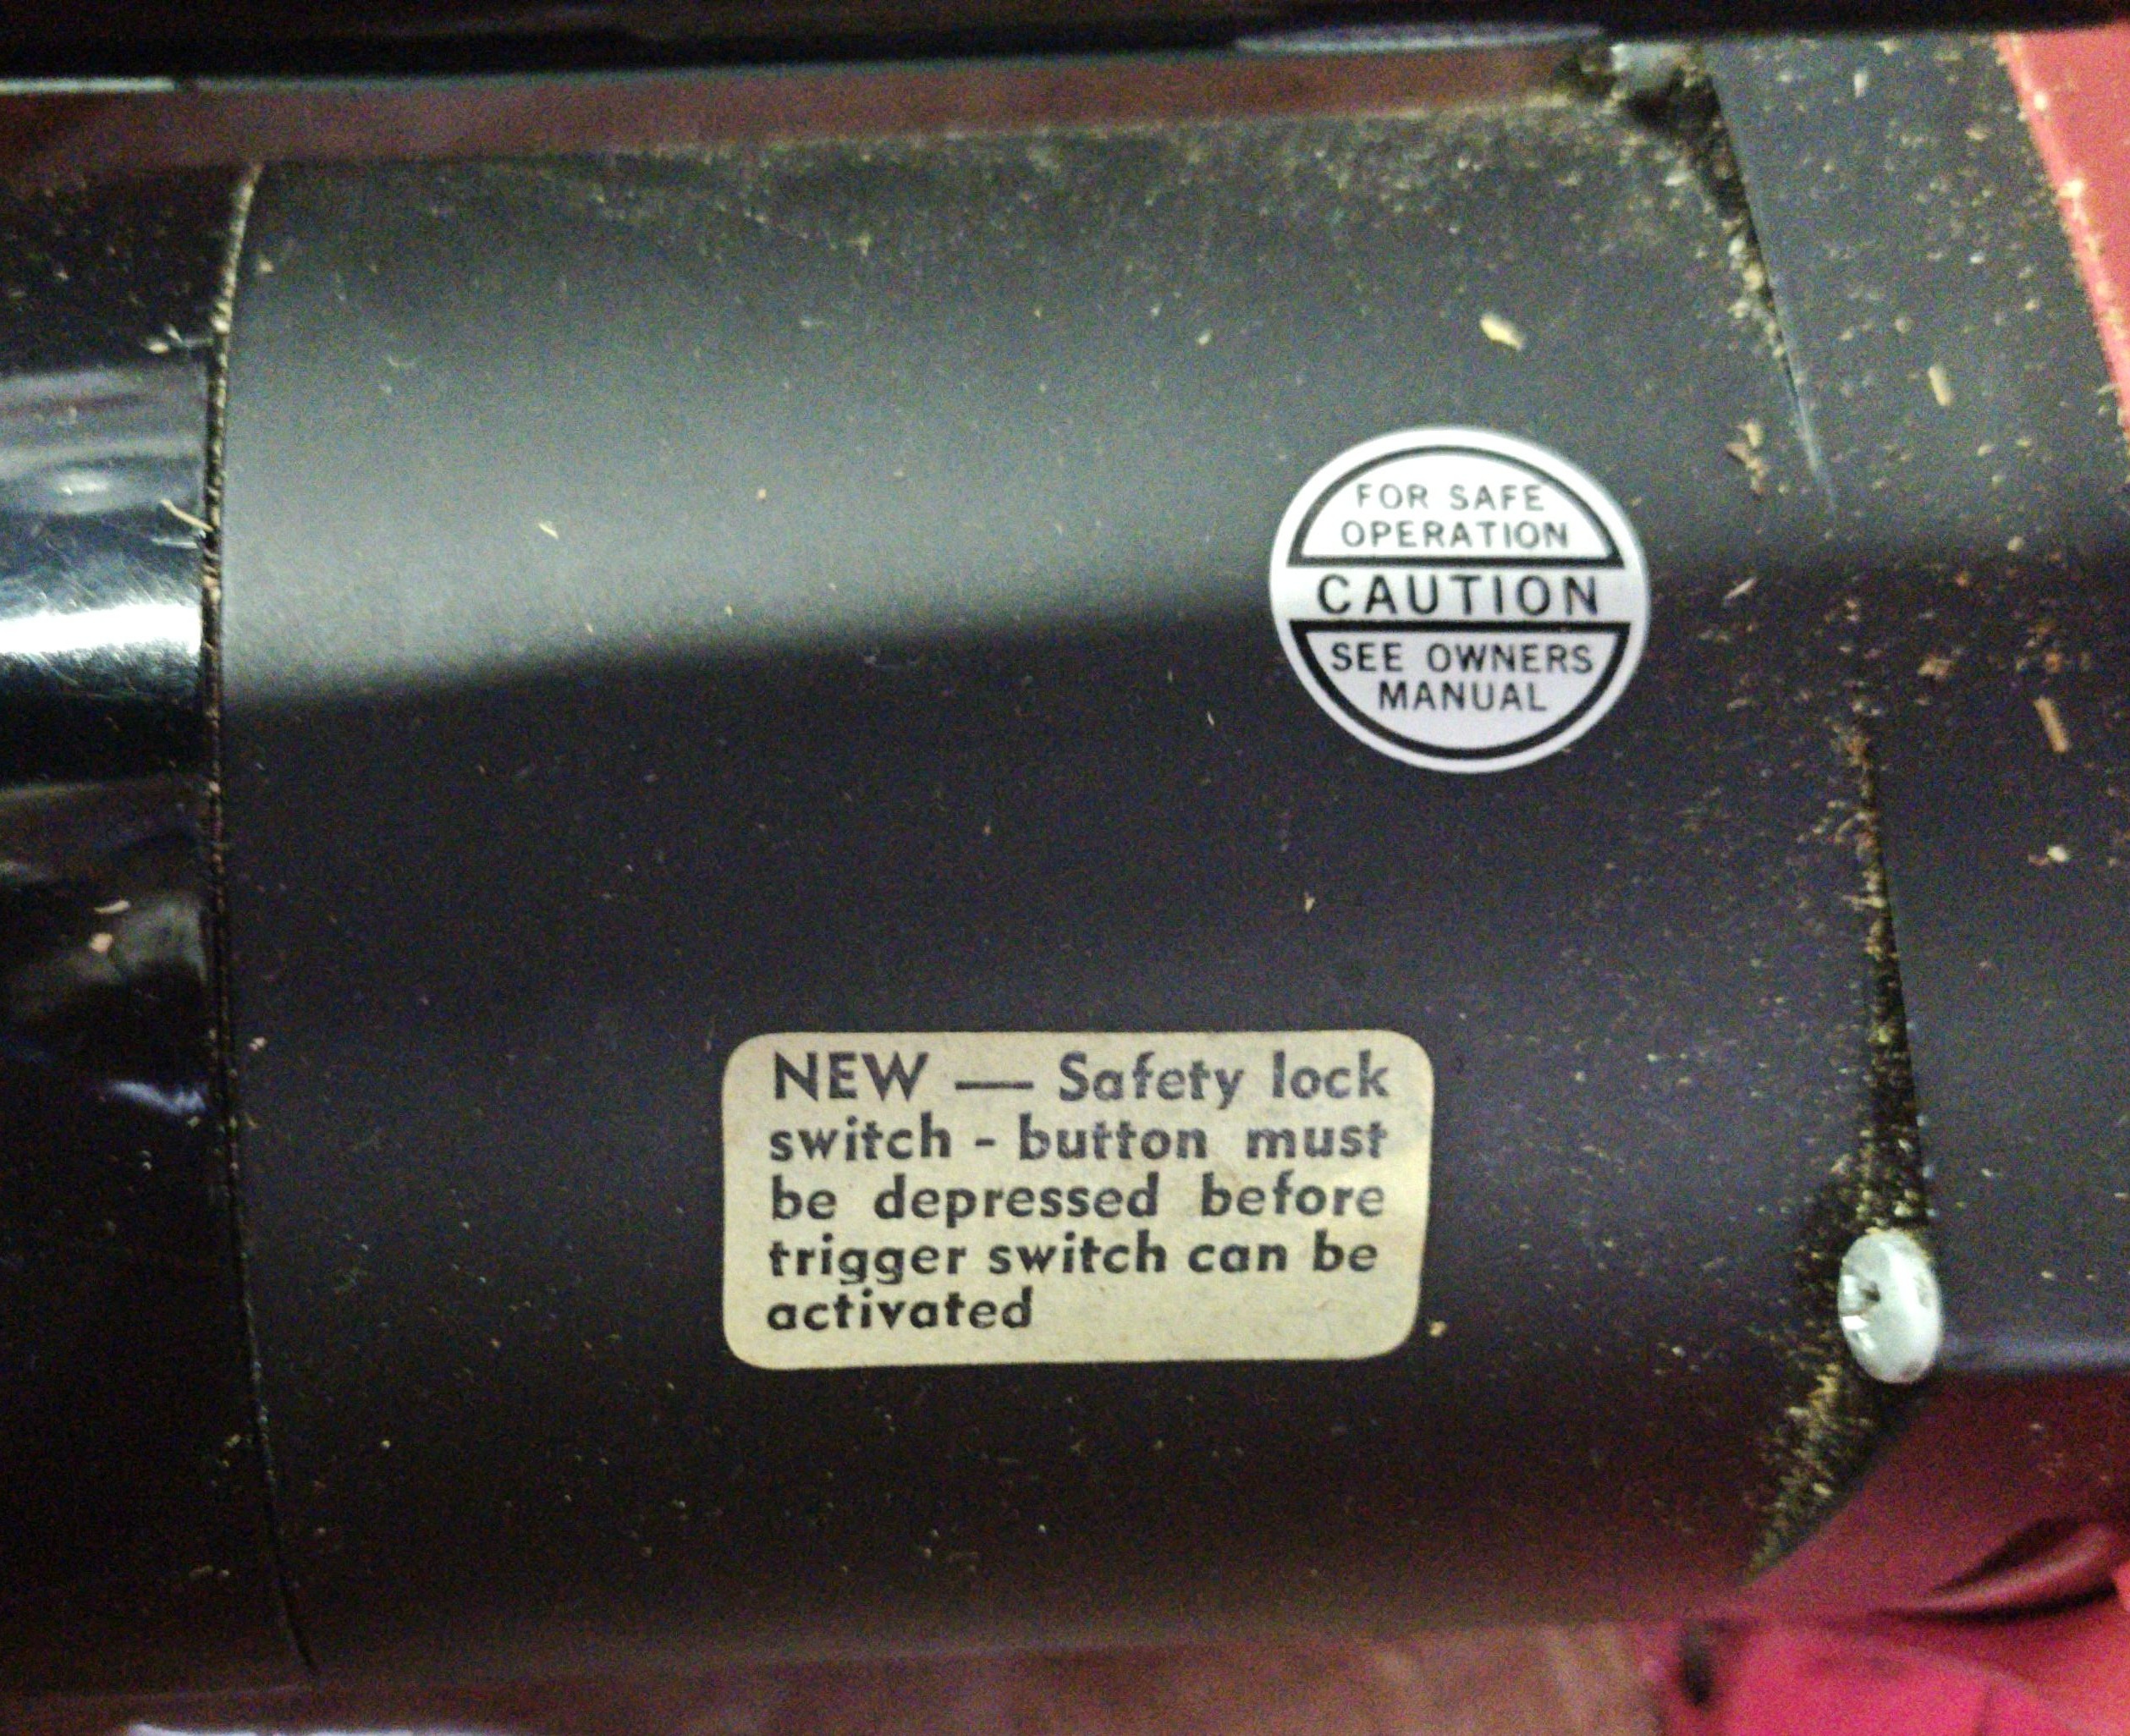 FOR SAFE
OPERATION
CAUTION
SEE OWNERS
MANUAL
NEW — Safety lock
switch - button must
be depressed before
trigger switch can be
activated